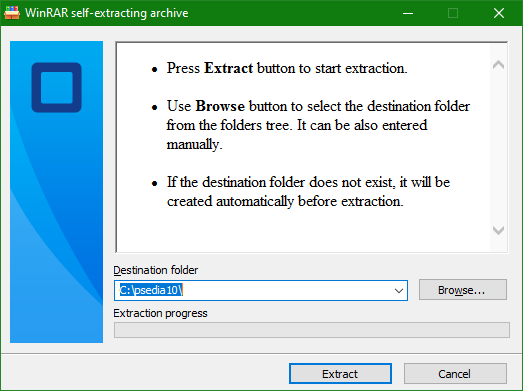 WinRAR self-extracting archive
• Press Extract button to start extraction.
• Use Browse button to select the destination folder
from the folders tree. It can be also entered
manually.
• If the destination folder does not exist, it will be
created automatically before extraction.
Destination folder
C:\psedia10\
Browse...
Extraction progress
Extract
Cancel